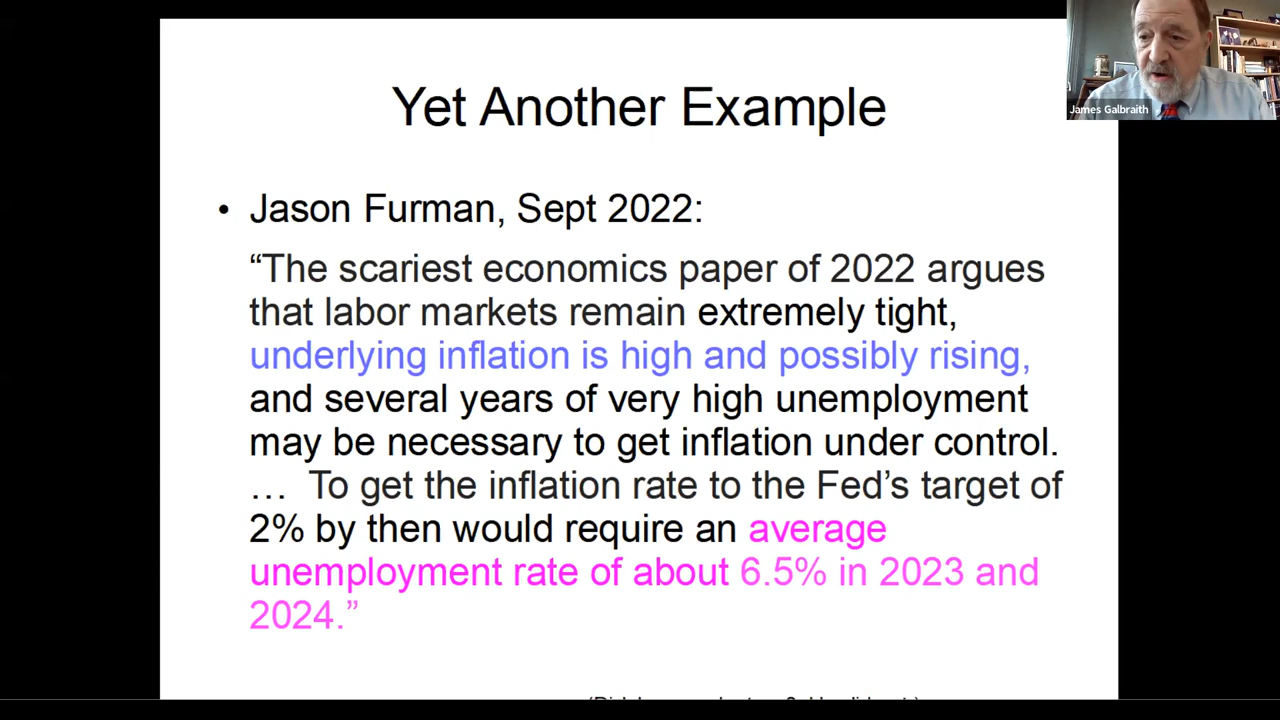 Yet Another Example
James Galbraith
• Jason Furman, Sept 2022:
“The scariest economics paper of 2022 argues
that labor markets remain extremely tight,
underlying inflation is high and possibly rising,
and several years of very high unemployment
may be necessary to get inflation under control.
… To get the inflation rate to the Fed’s target of
2% by then would require an average
unemployment rate of about 6.5% in 2023 and
2024.”